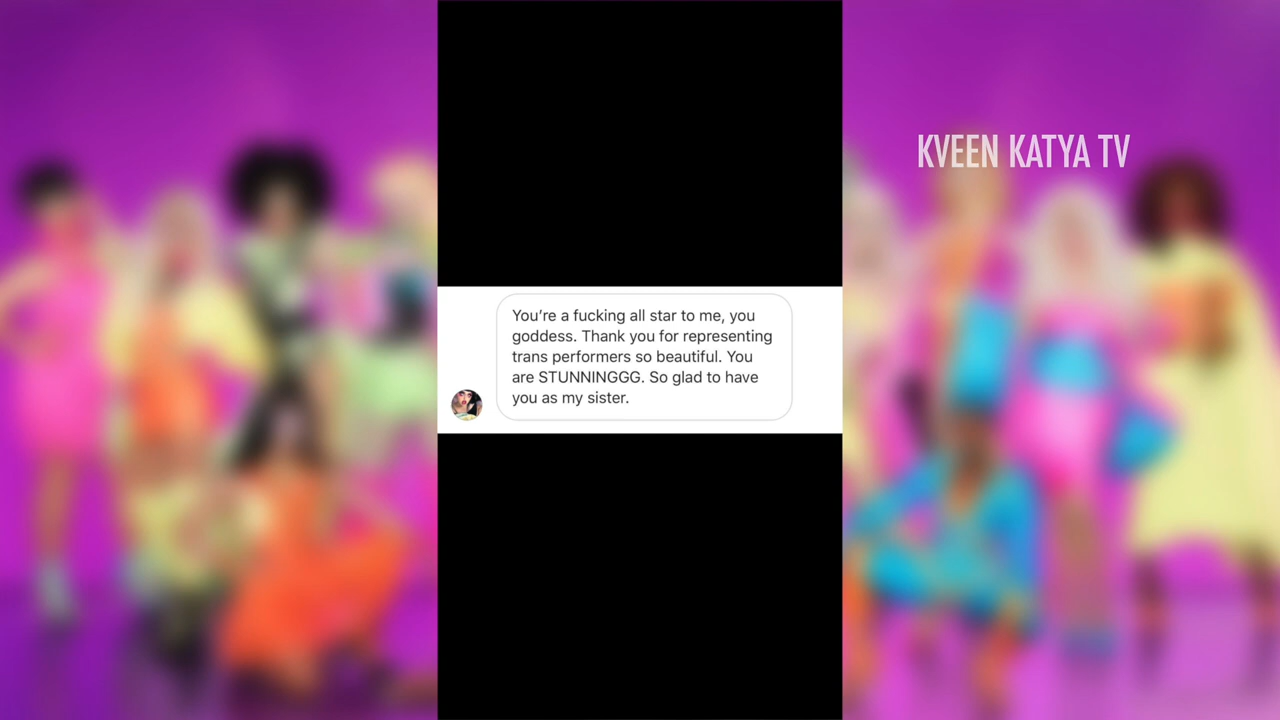 KVEEN KATYA TV
You’re a fucking all star to me, you
goddess. Thank you for representing
trans performers so beautiful. You
are STUNNINGGG. So glad to have
you as my sister.